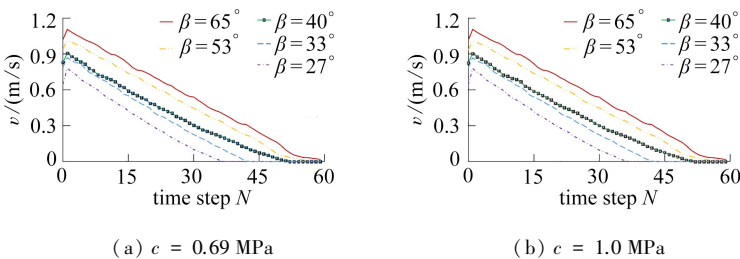 1.2
0.9
0.6
0.3
0
v/(m/s)
β=65° β=40°
β=53° β=33°
β=27°
0 15 30 45 60
time step N
(a) c = 0.69 MPa
1.2
0.9
0.6
0.3
0
v/(m/s)
β=65° β=40°
β=53° β=33°
β=27°
0 15 30 45 60
time step N
(b) c = 1.0 MPa